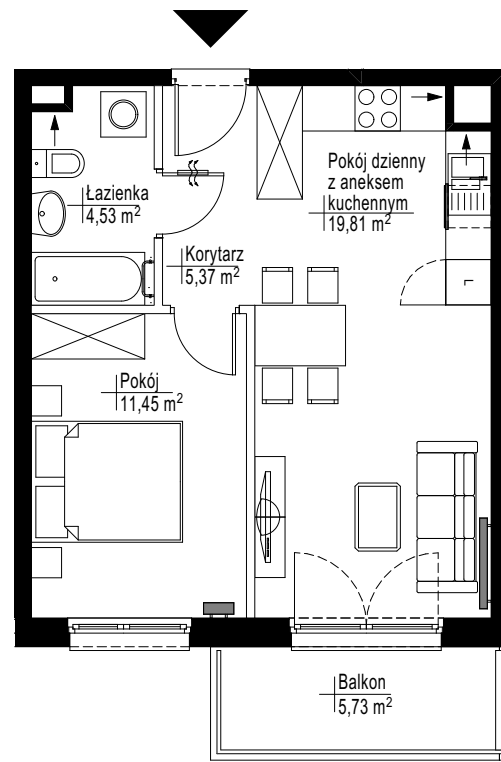 Pokój dzienny
z aneksem
kuchennym
19,81 m²
Łazienka
4,53 m²
Korytarz
5,37 m²
L
Pokój
11,45 m²
Balkon
5,73 m²